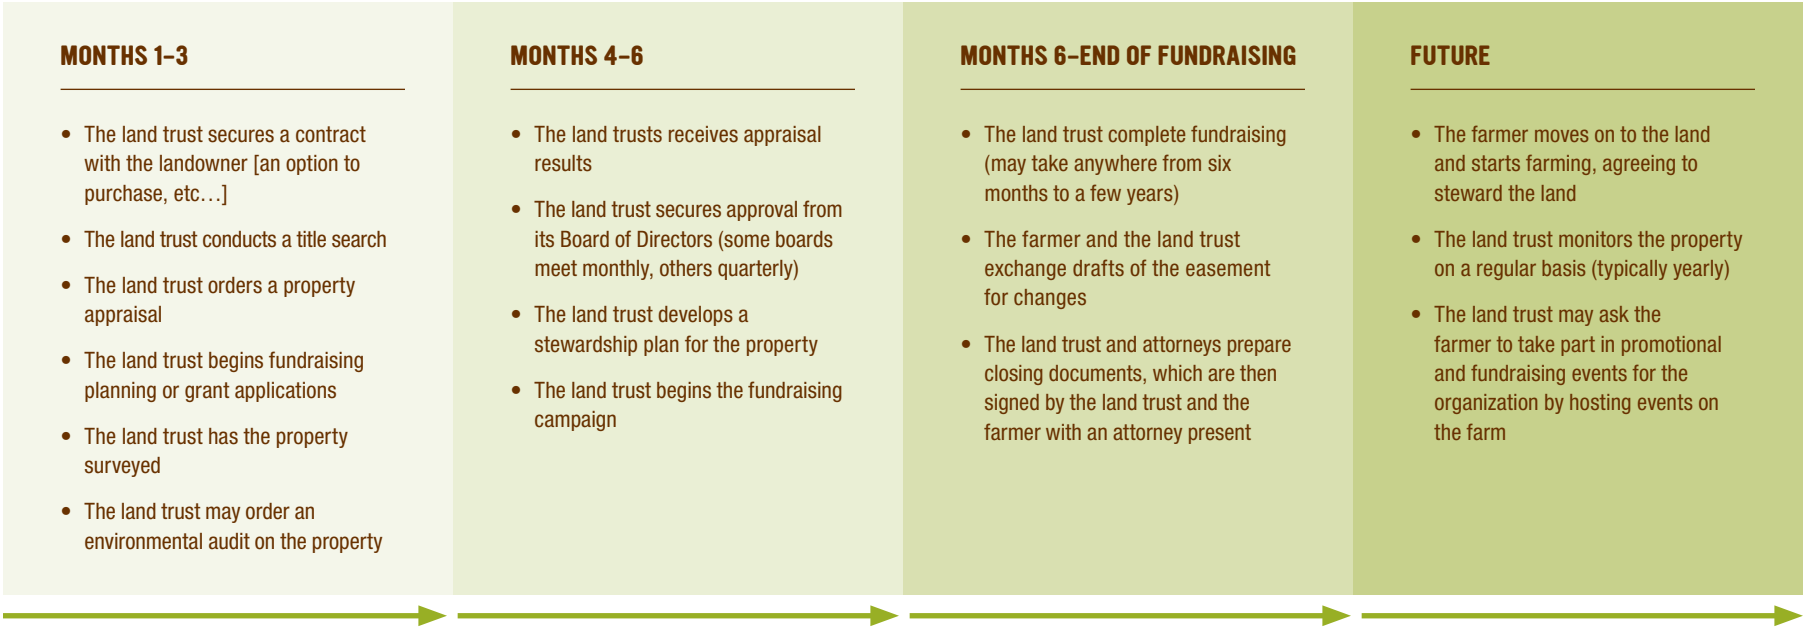 MONTHS 1–3
• The land trust secures a contract
with the landowner [an option to
purchase, etc…]
• The land trust conducts a title search
• The land trust orders a property
appraisal
• The land trust begins fundraising
planning or grant applications
• The land trust has the property
surveyed
• The land trust may order an
environmental audit on the property
MONTHS 4–6
• The land trusts receives appraisal
results
• The land trust secures approval from
its Board of Directors (some boards
meet monthly, others quarterly)
• The land trust develops a
stewardship plan for the property
• The land trust begins the fundraising
campaign
MONTHS 6–END OF FUNDRAISING
• The land trust complete fundraising
(may take anywhere from six
months to a few years)
• The farmer and the land trust
exchange drafts of the easement
for changes
• The land trust and attorneys prepare
closing documents, which are then
signed by the land trust and the
farmer with an attorney present
FUTURE
• The farmer moves on to the land
and starts farming, agreeing to
steward the land
• The land trust monitors the property
on a regular basis (typically yearly)
• The land trust may ask the
farmer to take part in promotional
and fundraising events for the
organization by hosting events on
the farm